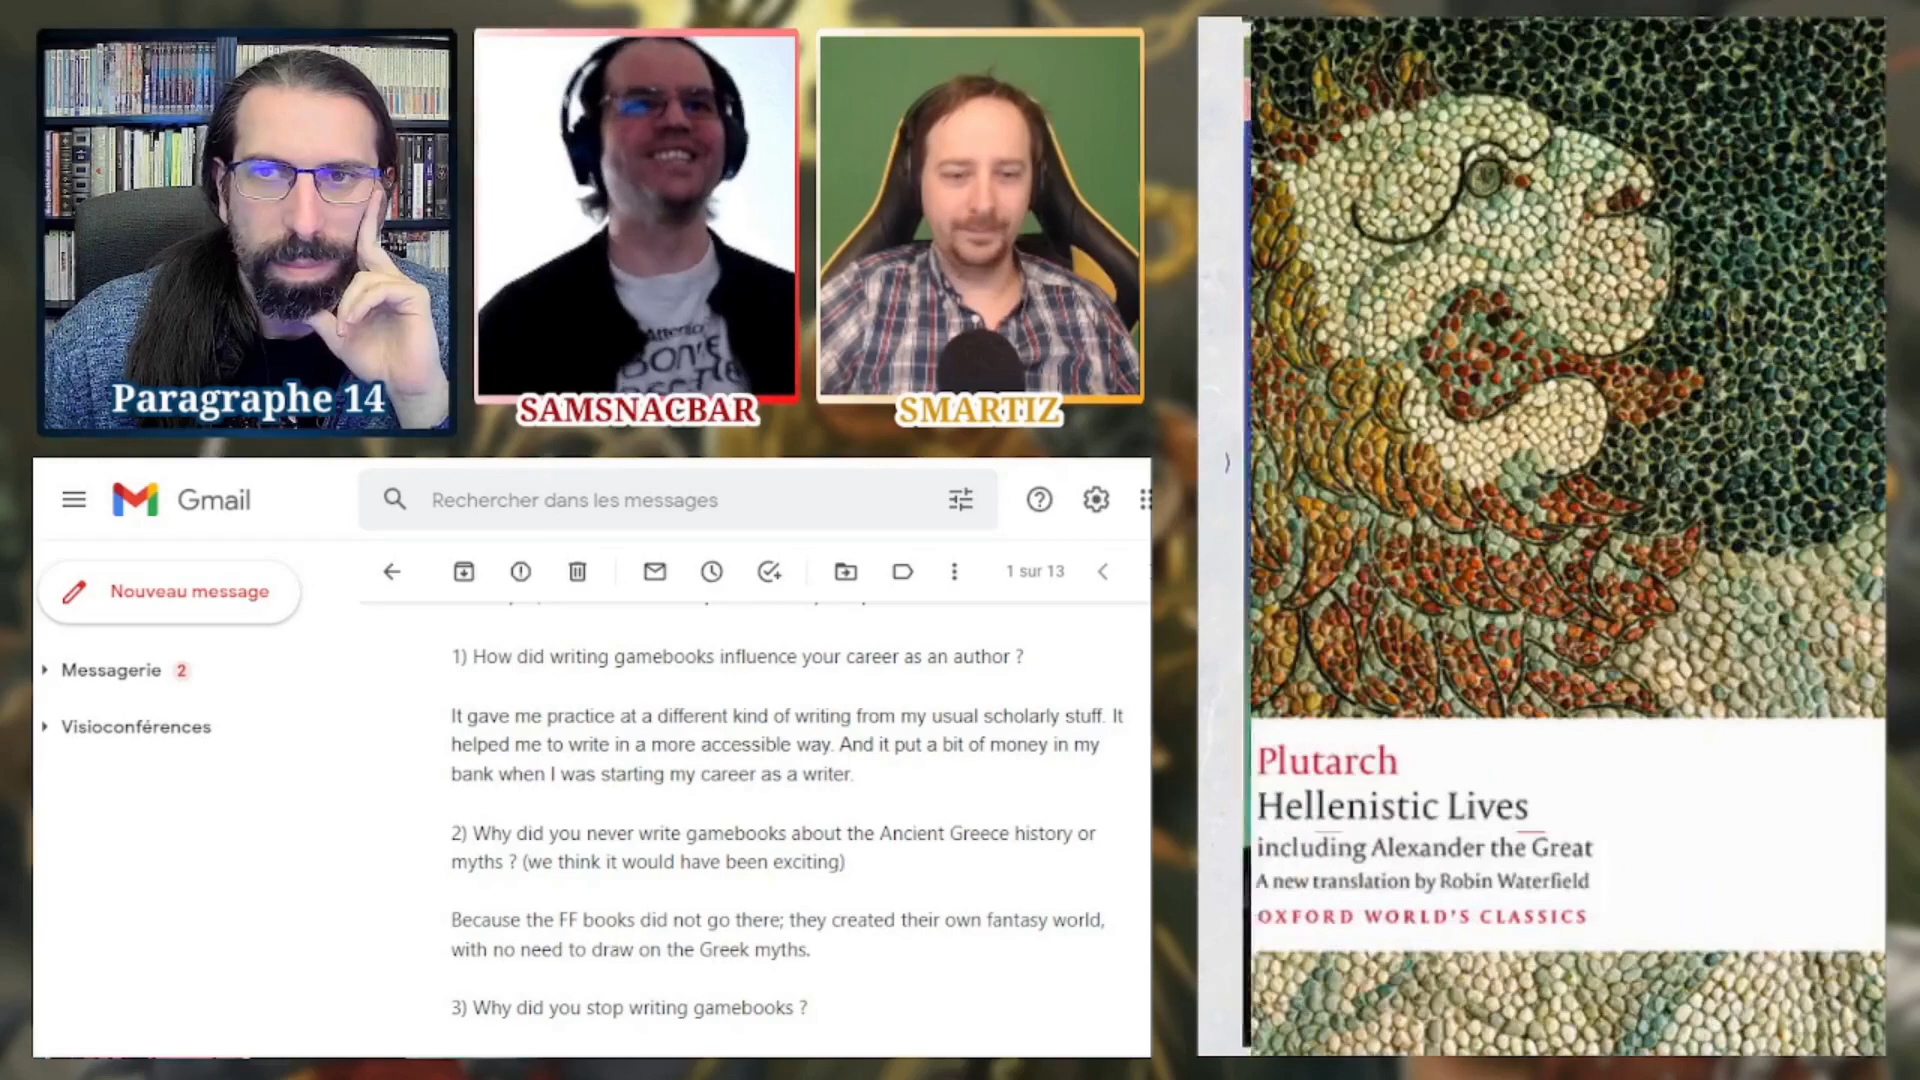 Paragraphe 14
SAMSNACBAR
SMARTIZ
Gmail
Rechercher dans les messages
Nouveau message
1 sur 13
Messagerie 2
Visioconférences
1) How did writing gamebooks influence your career as an author ?
It gave me practice at a different kind of writing from my usual scholarly stuff. It
helped me to write in a more accessible way. And it put a bit of money in my
bank when I was starting my career as a writer.
2) Why did you never write gamebooks about the Ancient Greece history or
myths ? (we think it would have been exciting)
Because the FF books did not go there; they created their own fantasy world,
with no need to draw on the Greek myths.
3) Why did you stop writing gamebooks ?
Plutarch
Hellenistic Lives
including Alexander the Great
A new translation by Robin Waterfield
OXFORD WORLD'S CLASSICS